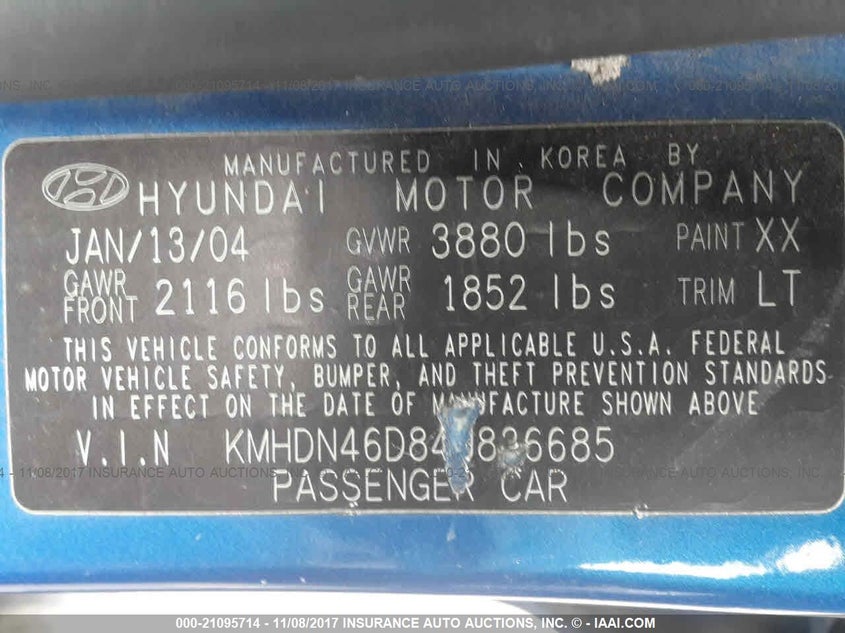 MANUFACTURED IN KOREA BY
HYUNDAI MOTOR COMPANY
JAN/13/04 GVWR 3880 lbs PAINT XX
GAWR FRONT 2116 lbs GAWR REAR 1852 lbs TRIM LT
THIS VEHICLE CONFORMS TO ALL APPLICABLE U.S.A. FEDERAL
MOTOR VEHICLE SAFETY, BUMPER, AND THEFT PREVENTION STANDARDS
IN EFFECT ON THE DATE OF MANUFACTURE SHOWN ABOVE
V.I.N KMHDN46D84U836685
PASSENGER CAR
000-21095714 - 11/08/2017 INSURANCE AUTO AUCTIONS, INC. © - IAAI.COM